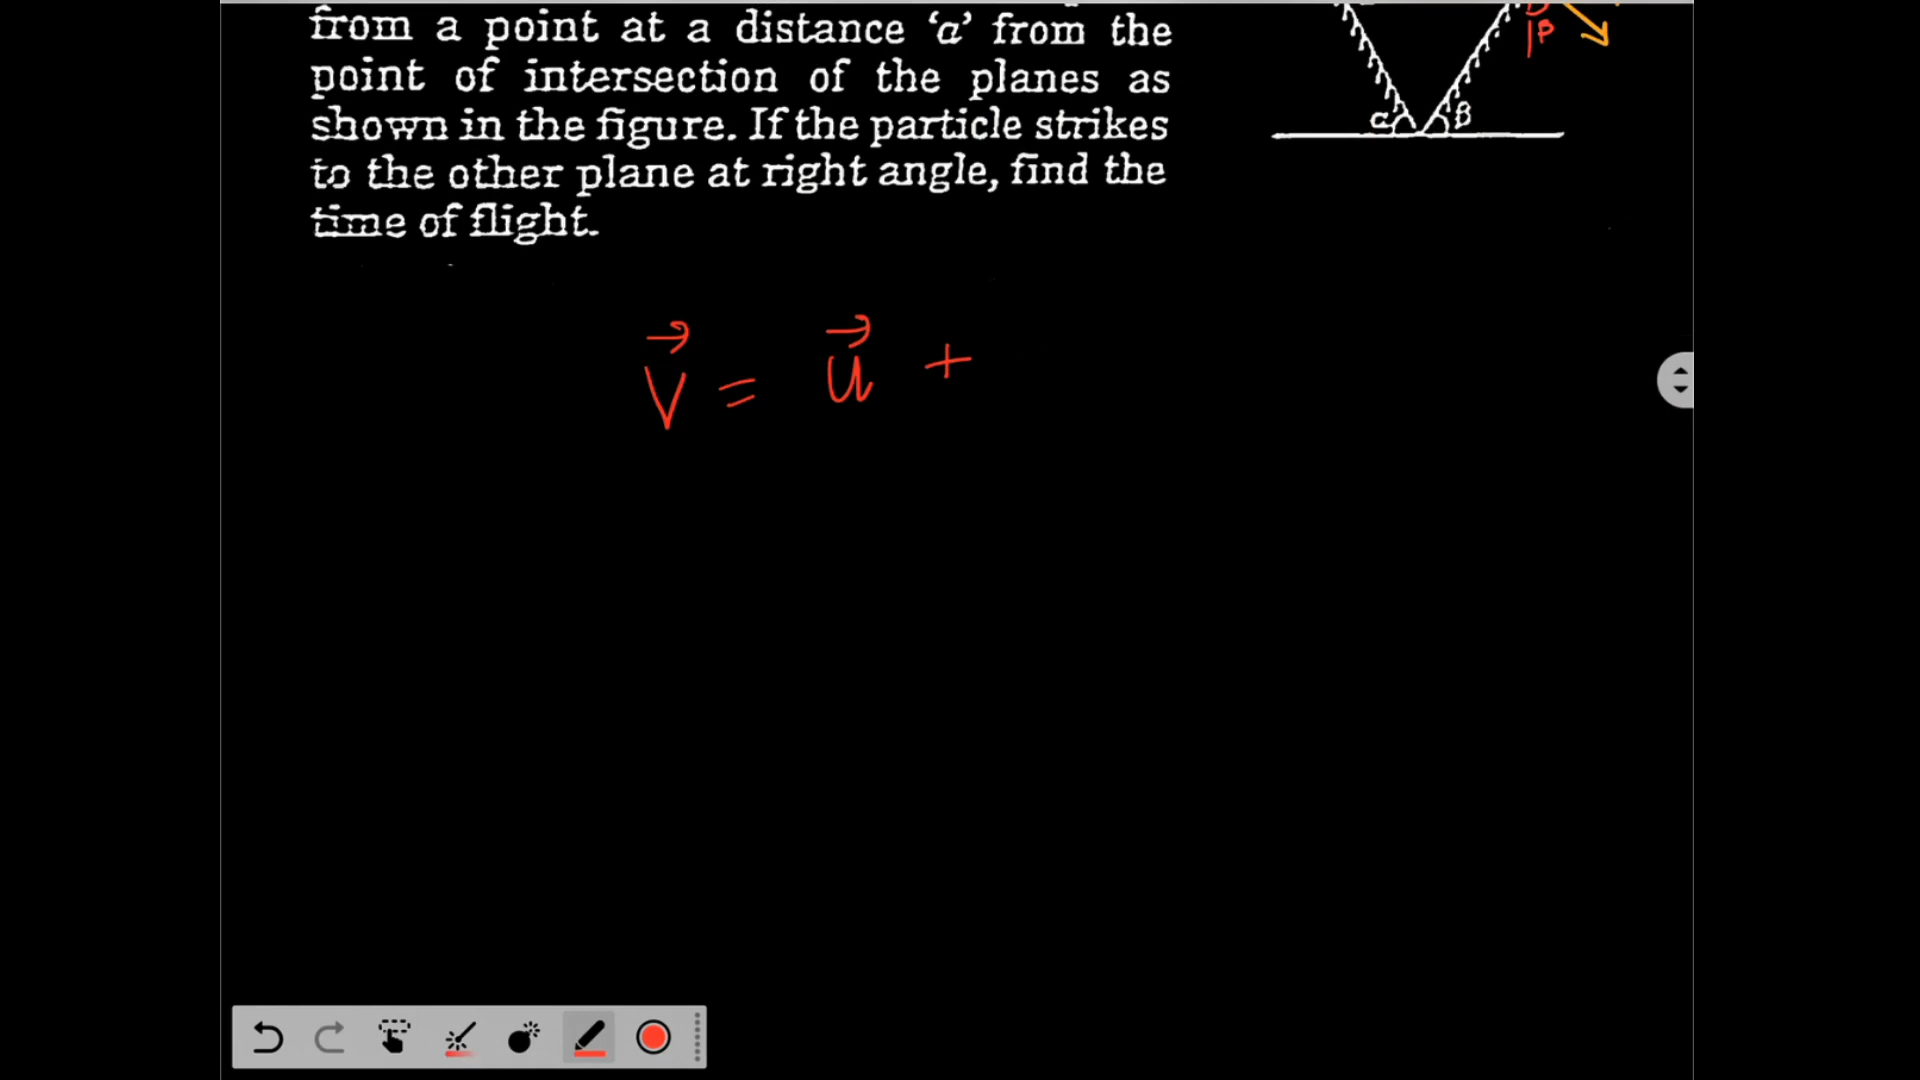 from a point at a distance ‘a’ from the
point of intersection of the planes as
shown in the figure. If the particle strikes
to the other plane at right angle, find the
time of flight.
α β
β
v⃗ = u⃗ +